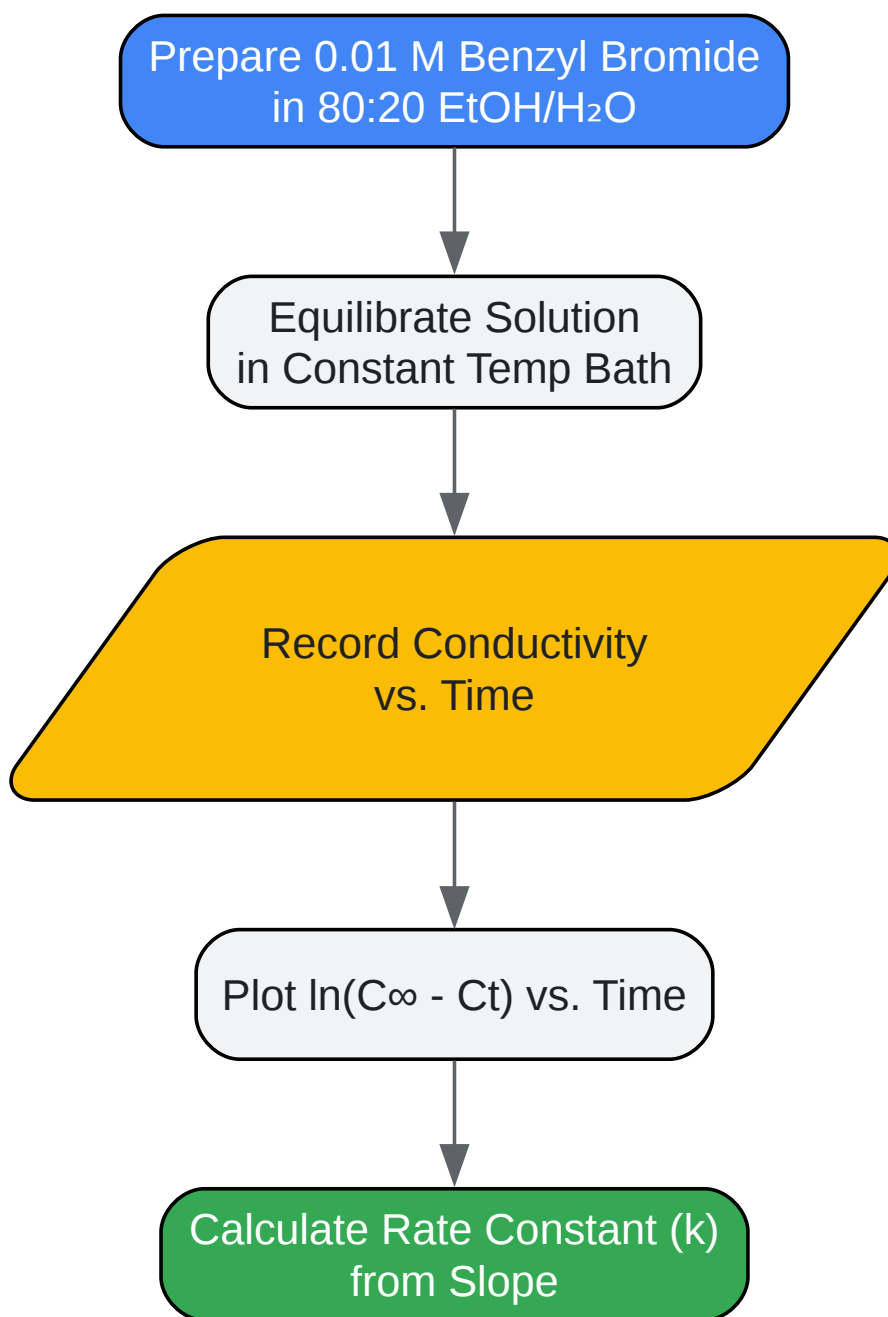 Prepare 0.01 M Benzyl Bromide
in 80:20 EtOH/H₂O
Equilibrate Solution
in Constant Temp Bath
Record Conductivity
vs. Time
Plot ln(C∞ - Ct) vs. Time
Calculate Rate Constant (k)
from Slope